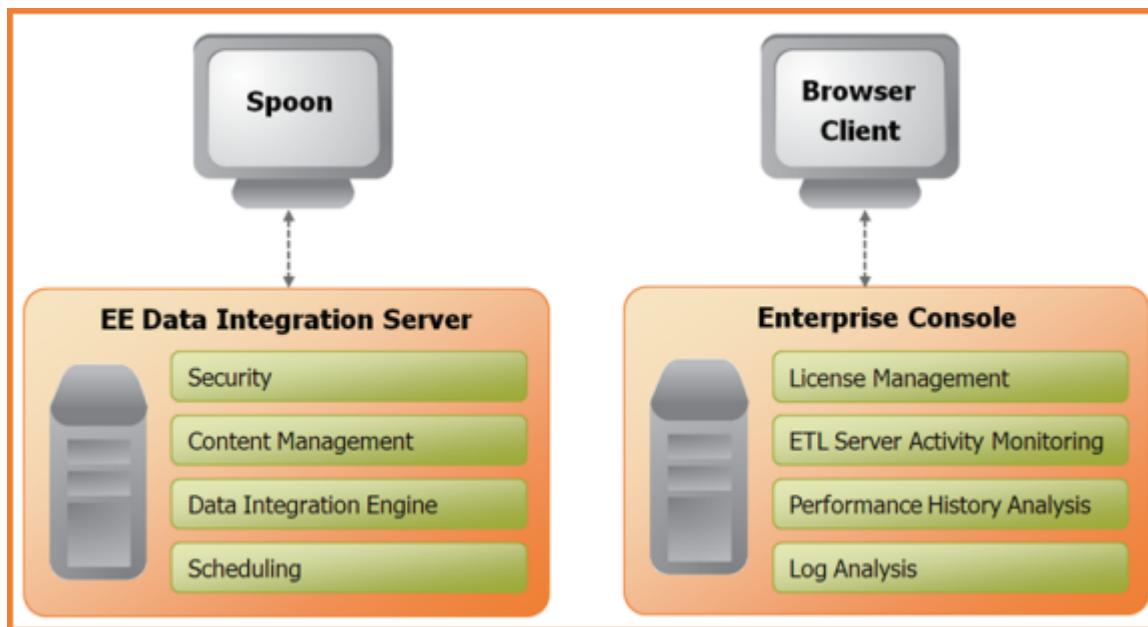 Spoon
Browser
Client
EE Data Integration Server
Security
Content Management
Data Integration Engine
Scheduling
Enterprise Console
License Management
ETL Server Activity Monitoring
Performance History Analysis
Log Analysis